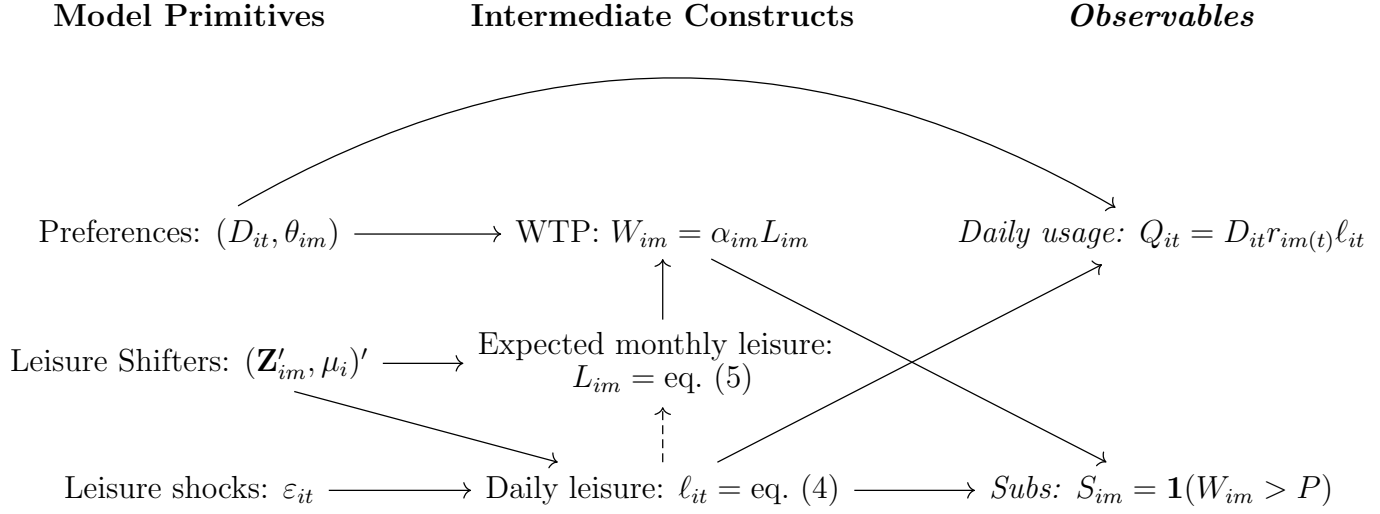 Model Primitives Intermediate Constructs Observables
Preferences: (D_{it}, θ_{im}) WTP: W_{im} = α_{im}L_{im} Daily usage: Q_{it} = D_{it}r_{im(t)}ℓ_{it}
Leisure Shifters: (Z′_{im}, μ_i)′ Expected monthly leisure:
L_{im} = eq. (5)
Leisure shocks: ε_{it} Daily leisure: ℓ_{it} = eq. (4) Subs: S_{im} = 1(W_{im} > P)